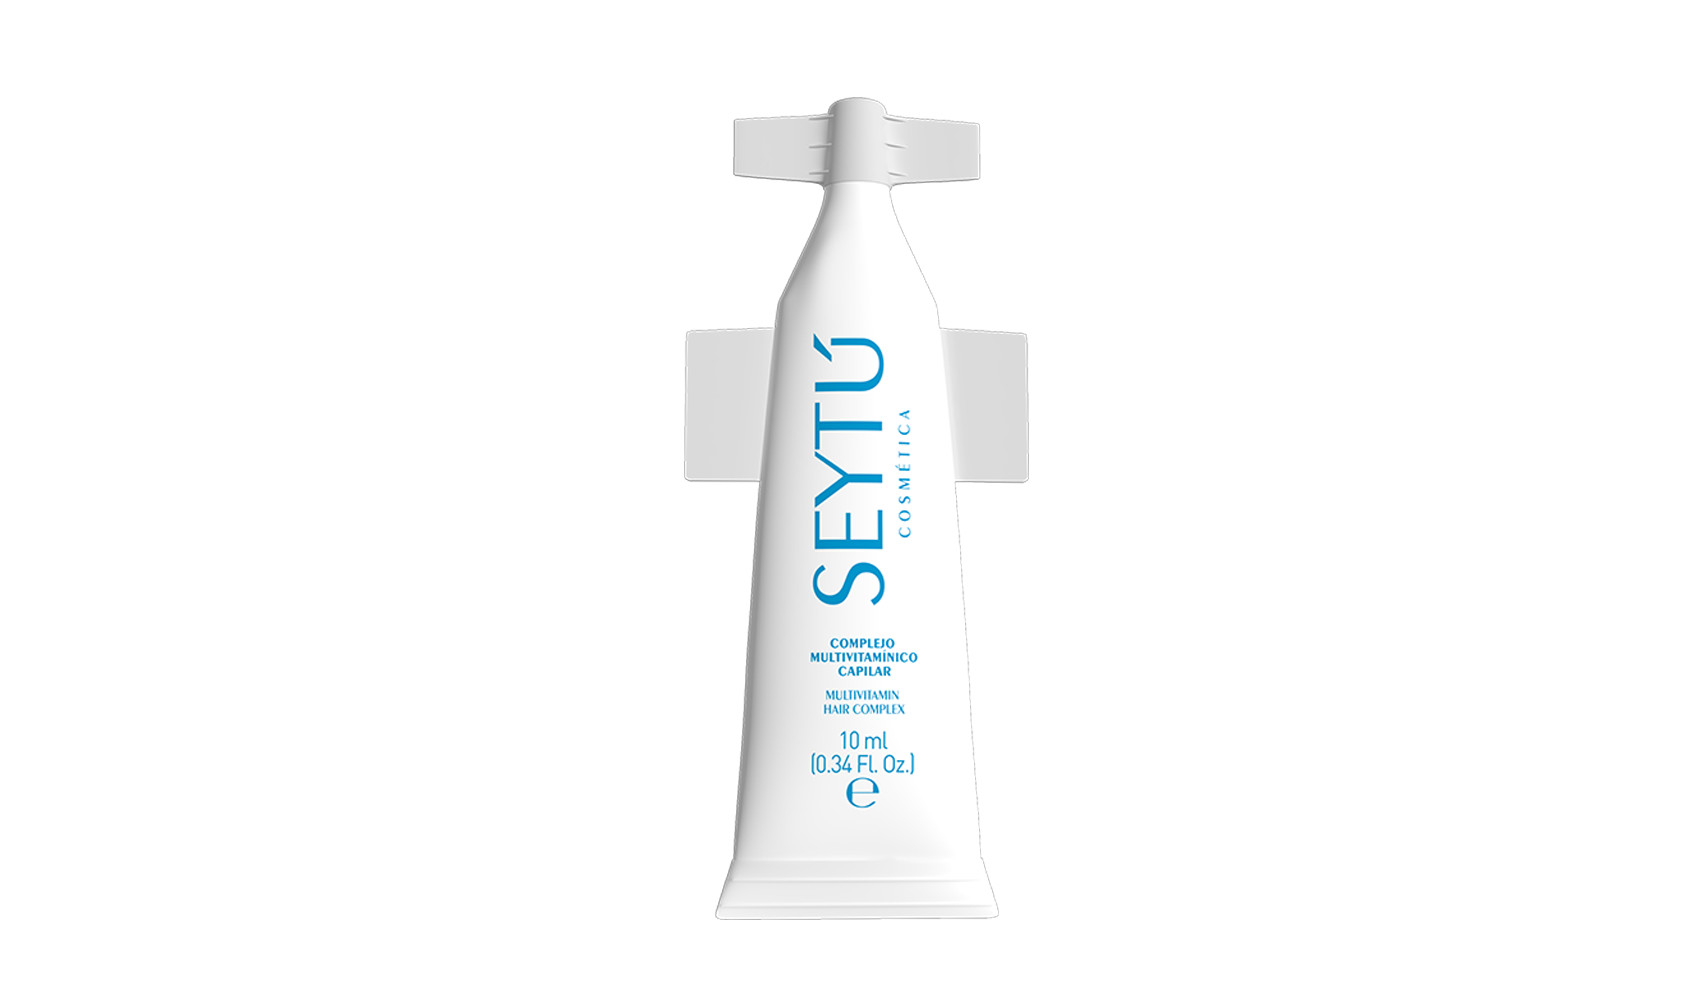 SEYTÚ
COSMÉTICA
COMPLEJO
MULTIVITAMÍNICO
CAPILAR
MULTIVITAMIN
HAIR COMPLEX
10 ml
(0.34 Fl. Oz.)
e